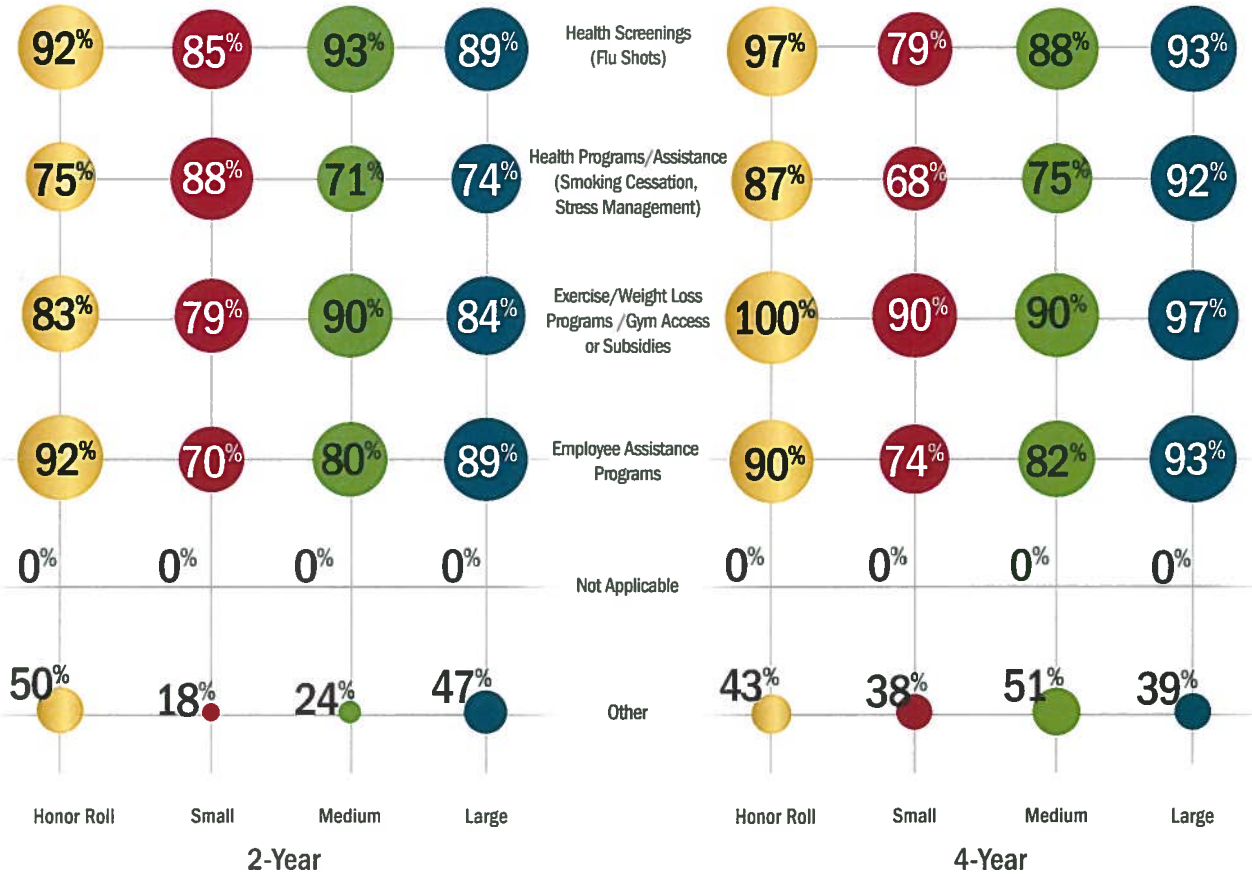 92% 85% 93% 89% Health Screenings 97% 79% 88% 93%
(Flu Shots)
75% 88% 71% 74% Health Programs/Assistance 87% 68% 75% 92%
(Smoking Cessation,
Stress Management)
83% 79% 90% 84% Exercise/Weight Loss 100% 90% 90% 97%
Programs /Gym Access
or Subsidies
92% 70% 80% 89% Employee Assistance 90% 74% 82% 93%
Programs
0% 0% 0% 0% 0% 0% 0% 0%
Not Applicable
50% 18% 24% 47% 43% 38% 51% 39%
Other
Honor Roll Small Medium Large Honor Roll Small Medium Large
2-Year 4-Year